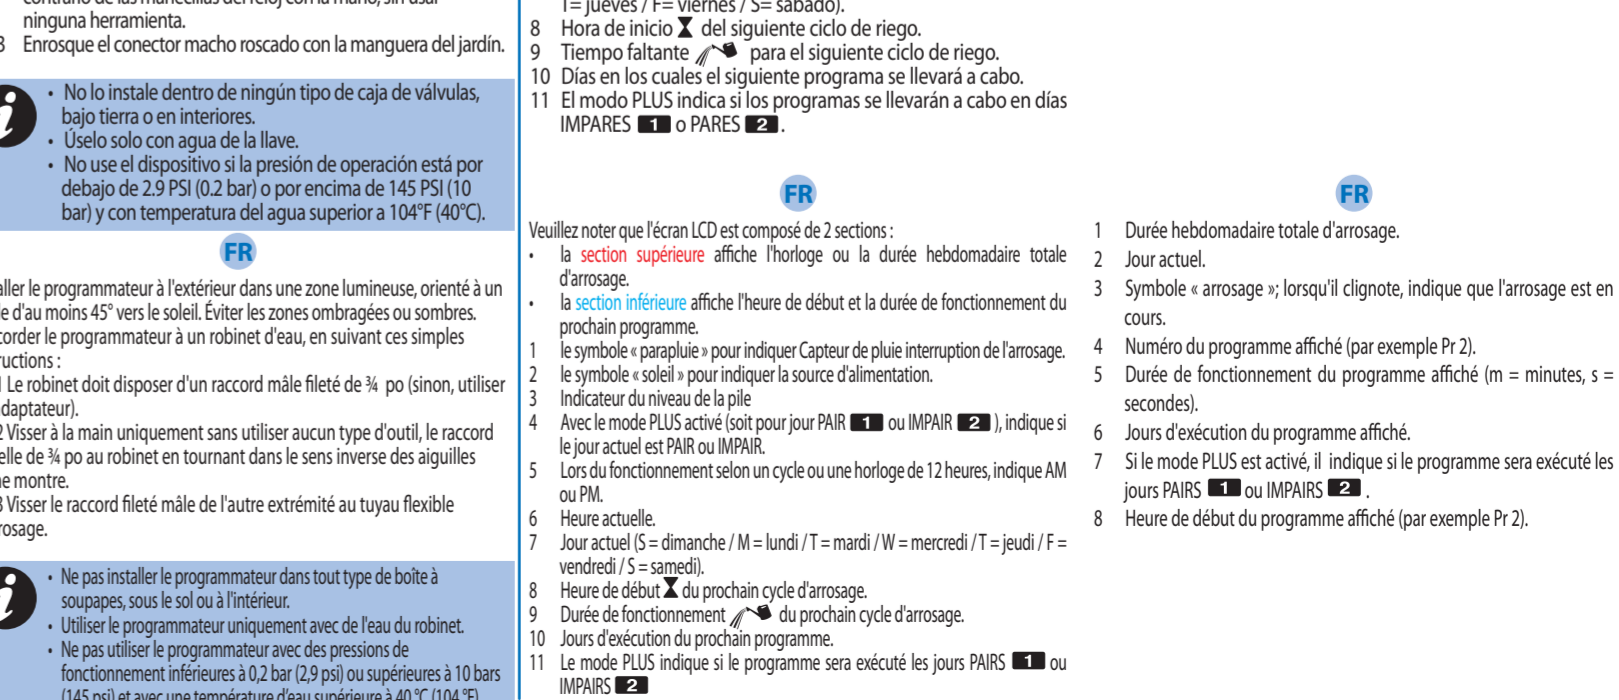 contrario de las manecillas del reloj con la mano, sin usar
ninguna herramienta.
3 Enrosque el conector macho roscado con la manguera del jardín.
• No lo instale dentro de ningún tipo de caja de válvulas,
bajo tierra o en interiores.
• Úselo solo con agua de la llave.
• No use el dispositivo si la presión de operación está por
debajo de 2.9 PSI (0.2 bar) o por encima de 145 PSI (10
bar) y con temperatura del agua superior a 104°F (40°C).
FR
aller le programmateur à l'extérieur dans une zone lumineuse, orienté à un
e d'au moins 45° vers le soleil. Éviter les zones ombragées ou sombres.
corder le programmateur à un robinet d'eau, en suivant ces simples
ructions :
1 Le robinet doit disposer d'un raccord mâle fileté de ¾ po (sinon, utiliser
adaptateur).
2 Visser à la main uniquement sans utiliser aucun type d'outil, le raccord
elle de ¾ po au robinet en tournant dans le sens inverse des aiguilles
ne montre.
3 Visser le raccord fileté mâle de l'autre extrémité au tuyau flexible
rosage.
• Ne pas installer le programmateur dans tout type de boîte à
soupapes, sous le sol ou à l'intérieur.
• Utiliser le programmateur uniquement avec de l'eau du robinet.
• Ne pas utiliser le programmateur avec des pressions de
fonctionnement inférieures à 0,2 bar (2,9 psi) ou supérieures à 10 bars
(145 psi) et avec une température d'eau supérieure à 40 °C (104 °F)
T= jueves / F= viernes / S= sábado).
8 Hora de inicio del siguiente ciclo de riego.
9 Tiempo faltante para el siguiente ciclo de riego.
10 Días en los cuales el siguiente programa se llevará a cabo.
11 El modo PLUS indica si los programas se llevarán a cabo en días
IMPARES 1 o PARES 2 .
FR
Veuillez noter que l'écran LCD est composé de 2 sections :
• la section supérieure affiche l'horloge ou la durée hebdomadaire totale
d'arrosage.
• la section inférieure affiche l'heure de début et la durée de fonctionnement du
prochain programme.
1 le symbole « parapluie » pour indiquer Capteur de pluie interruption de l'arrosage.
2 le symbole « soleil » pour indiquer la source d'alimentation.
3 Indicateur du niveau de la pile
4 Avec le mode PLUS activé (soit pour jour PAIR 1 ou IMPAIR 2 ), indique si
le jour actuel est PAIR ou IMPAIR.
5 Lors du fonctionnement selon un cycle ou une horloge de 12 heures, indique AM
ou PM.
6 Heure actuelle.
7 Jour actuel (S = dimanche / M = lundi / T = mardi / W = mercredi / T = jeudi / F =
vendredi / S = samedi).
8 Heure de début du prochain cycle d'arrosage.
9 Durée de fonctionnement du prochain cycle d'arrosage.
10 Jours d'exécution du prochain programme.
11 Le mode PLUS indique si le programme sera exécuté les jours PAIRS 1 ou
IMPAIRS 2
FR
1 Durée hebdomadaire totale d'arrosage.
2 Jour actuel.
3 Symbole « arrosage »; lorsqu'il clignote, indique que l'arrosage est en
cours.
4 Numéro du programme affiché (par exemple Pr 2).
5 Durée de fonctionnement du programme affiché (m = minutes, s =
secondes).
6 Jours d'exécution du programme affiché.
7 Si le mode PLUS est activé, il indique si le programme sera exécuté les
jours PAIRS 1 ou IMPAIRS 2 .
8 Heure de début du programme affiché (par exemple Pr 2).